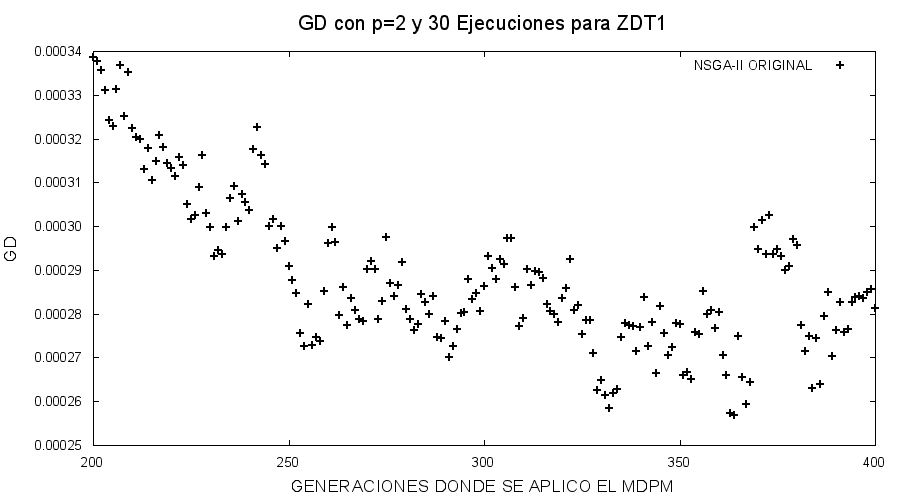 GD con p=2 y 30 Ejecuciones para ZDT1
0.00034
NSGA-II ORIGINAL
0.00033
0.00032
0.00031
0.00030
0.00029
0.00028
0.00027
0.00026
0.00025
GD
200 250 300 350 400
GENERACIONES DONDE SE APLICO EL MDPM